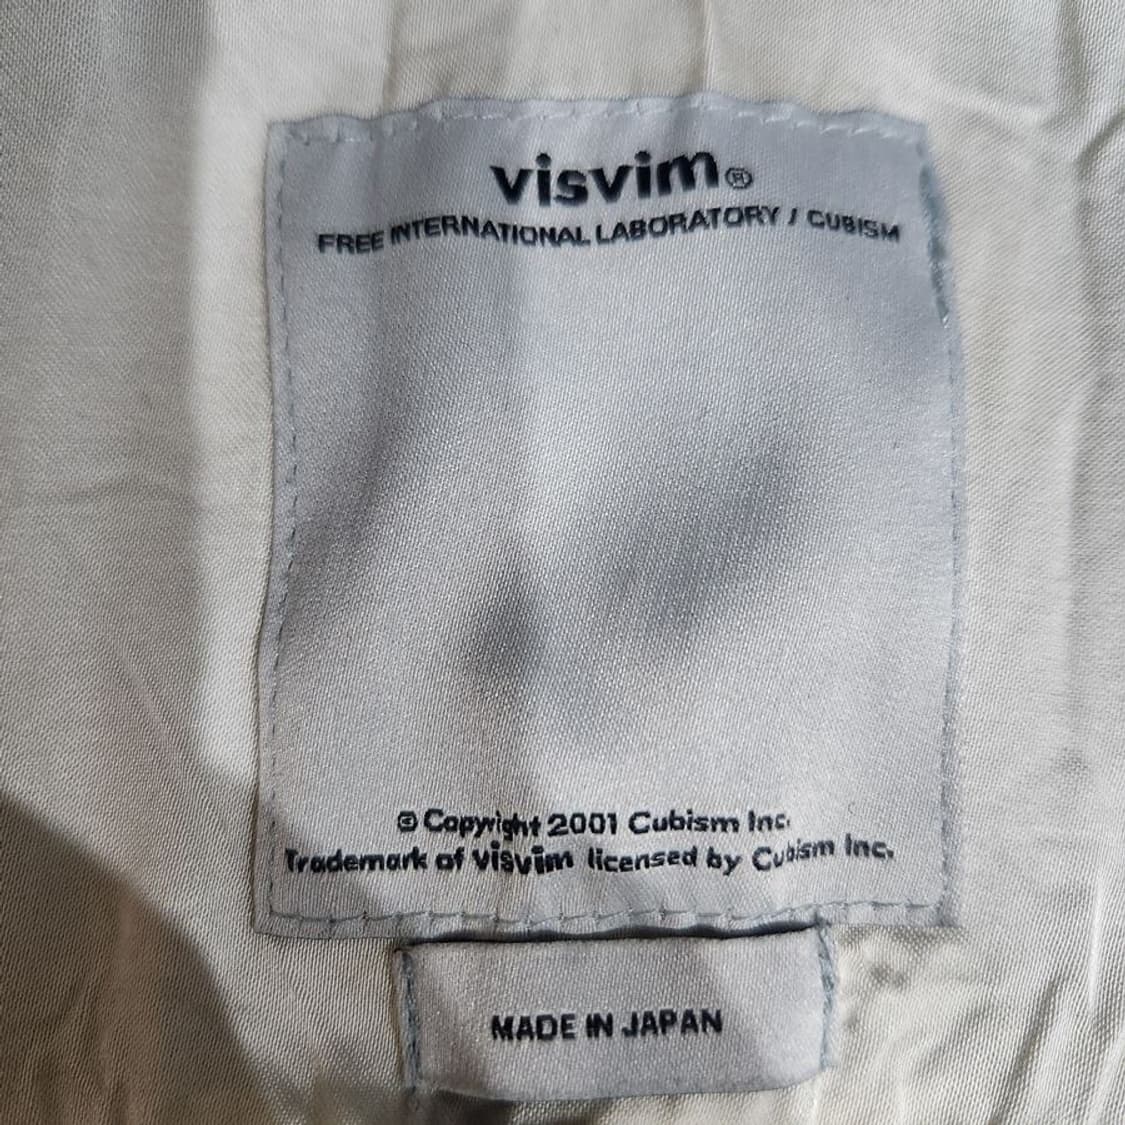 visvim®
FREE INTERNATIONAL LABORATORY / CUBISM
© Copyright 2001 Cubism Inc.
Trademark of visvim licensed by Cubism Inc.
MADE IN JAPAN